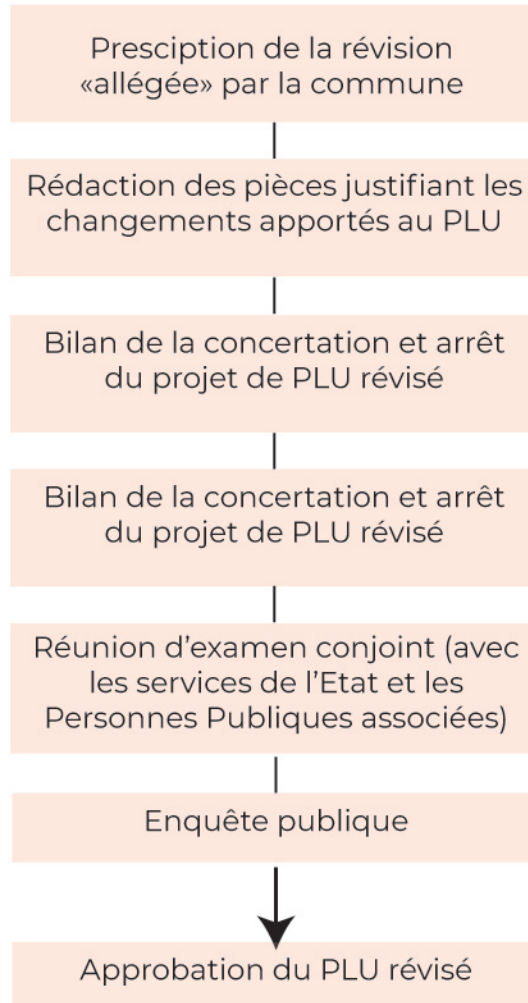 Presciption de la révision
«allégée» par la commune
Rédaction des pièces justifiant les
changements apportés au PLU
Bilan de la concertation et arrêt
du projet de PLU révisé
Bilan de la concertation et arrêt
du projet de PLU révisé
Réunion d’examen conjoint (avec
les services de l’Etat et les
Personnes Publiques associées)
Enquête publique
Approbation du PLU révisé